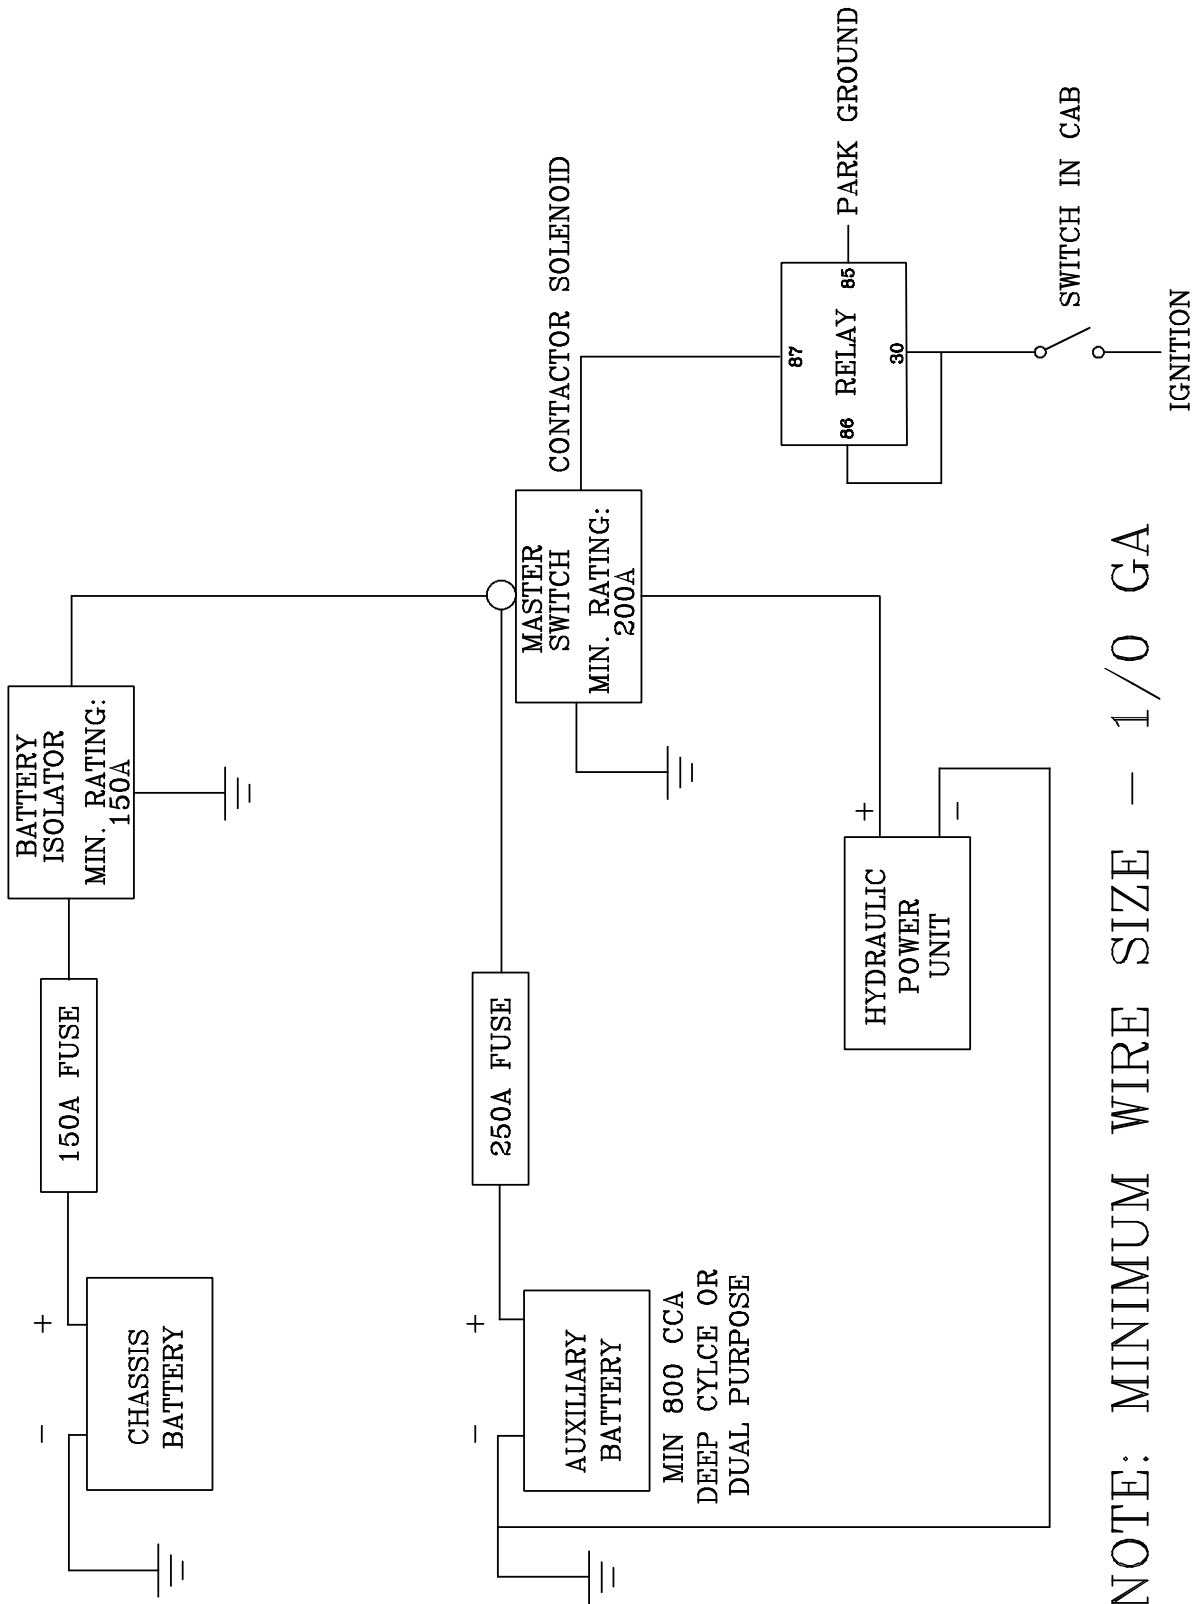 CHASSIS
BATTERY
-
+
150A FUSE
BATTERY
ISOLATOR
MIN. RATING:
150A
AUXILIARY
BATTERY
-
+
MIN 800 CCA
DEEP CYLCE OR
DUAL PURPOSE
250A FUSE
MASTER
SWITCH
MIN. RATING:
200A
CONTACTOR SOLENOID
HYDRAULIC
POWER
UNIT
+
-
87
86 RELAY 85
30
PARK GROUND
SWITCH IN CAB
IGNITION
NOTE: MINIMUM WIRE SIZE - 1/0 GA